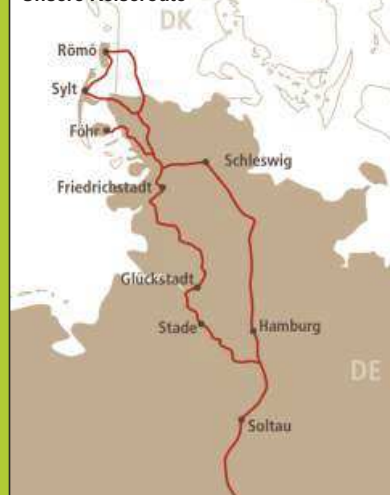 Unsere Reiseroute
DK
Römö
Sylt
Föhr
Schleswig
Friedrichstadt
Glückstadt
Stade
Hamburg
DE
Soltau